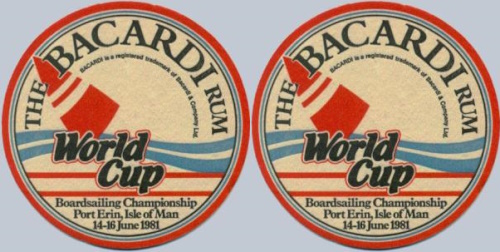 THE BACARDI RUM
BACARDI is a registered trademark of Bacardi & Company Ltd.
World
Cup
Boardsailing Championship
Port Erin, Isle of Man
14-16 June 1981
THE BACARDI RUM
BACARDI is a registered trademark of Bacardi & Company Ltd.
World
Cup
Boardsailing Championship
Port Erin, Isle of Man
14-16 June 1981